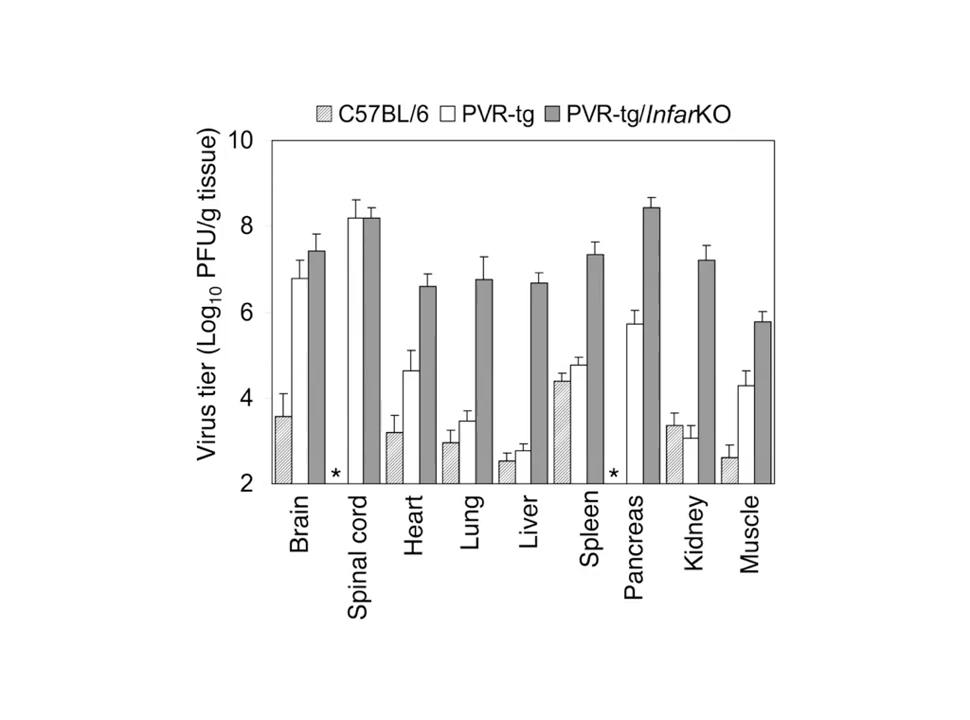 C57BL/6 PVR-tg PVR-tg/InfarKO
Virus tier (Log10 PFU/g tissue)
10
8
6
4
2
* *
Brain
Spinal cord
Heart
Lung
Liver
Spleen
Pancreas
Kidney
Muscle